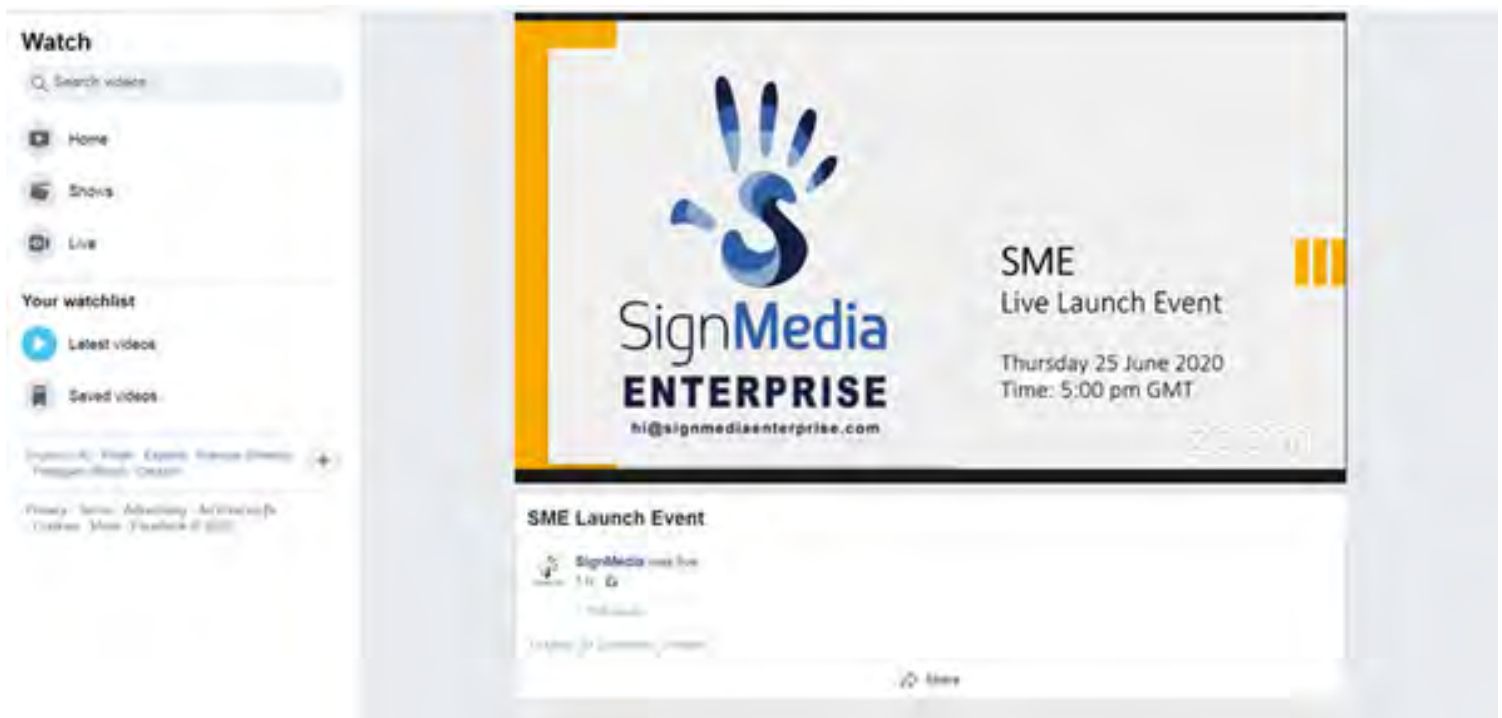 Watch
Search videos
Home
Shows
Live
Your watchlist
Latest videos
Saved videos
SignMedia
ENTERPRISE
hi@signmediaenterprise.com
SME
Live Launch Event
Thursday 25 June 2020
Time: 5:00 pm GMT
SME Launch Event
SignMedia was live
Share